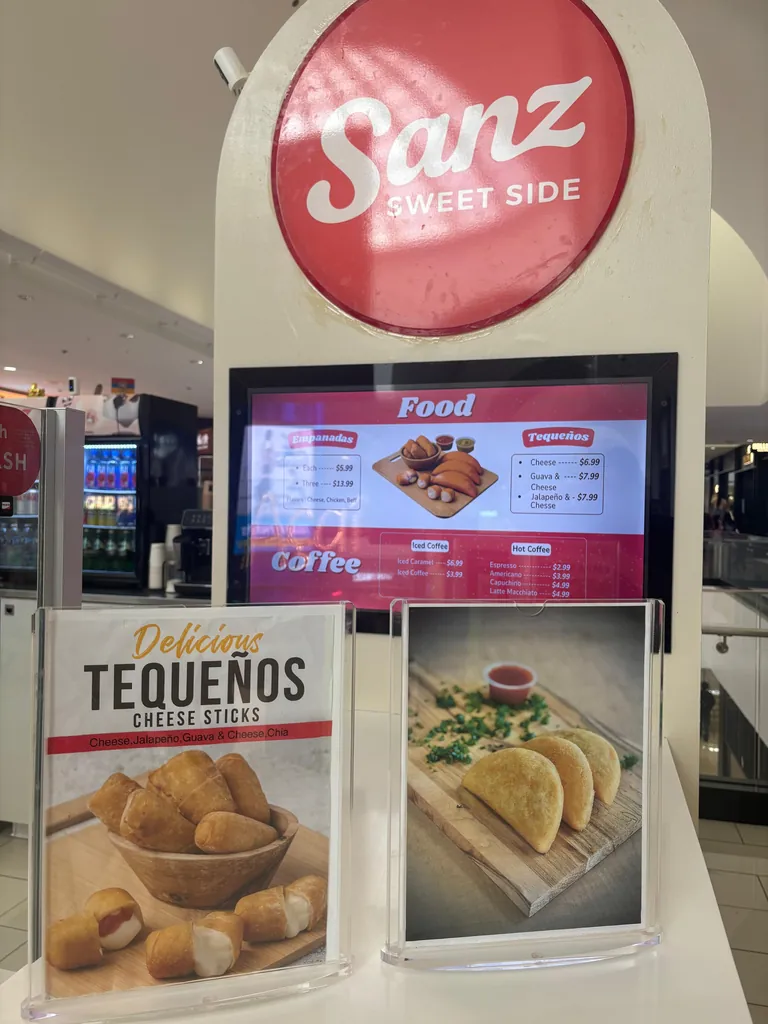 Sanz
SWEET SIDE
h
SH
Food
Empanadas
• Each ---- $5.99
• Three ---- $13.99
Cheese, Chicken, Beef
Tequeños
• Cheese ------ $6.99
• Guava & ---- $7.99
Cheese
• Jalapeño & - $7.99
Chesse
Coffee
Iced Coffee
Iced Caramel ---- $6.99
Iced Coffee ---- $3.99
Hot Coffee
Espresso ---- $2.99
Americano ---- $3.99
Capuchino ---- $4.99
Latte Macchiato ---- $4.99
Delicious
TEQUEÑOS
CHEESE STICKS
Cheese,Jalapeño,Guava & Cheese,Chia